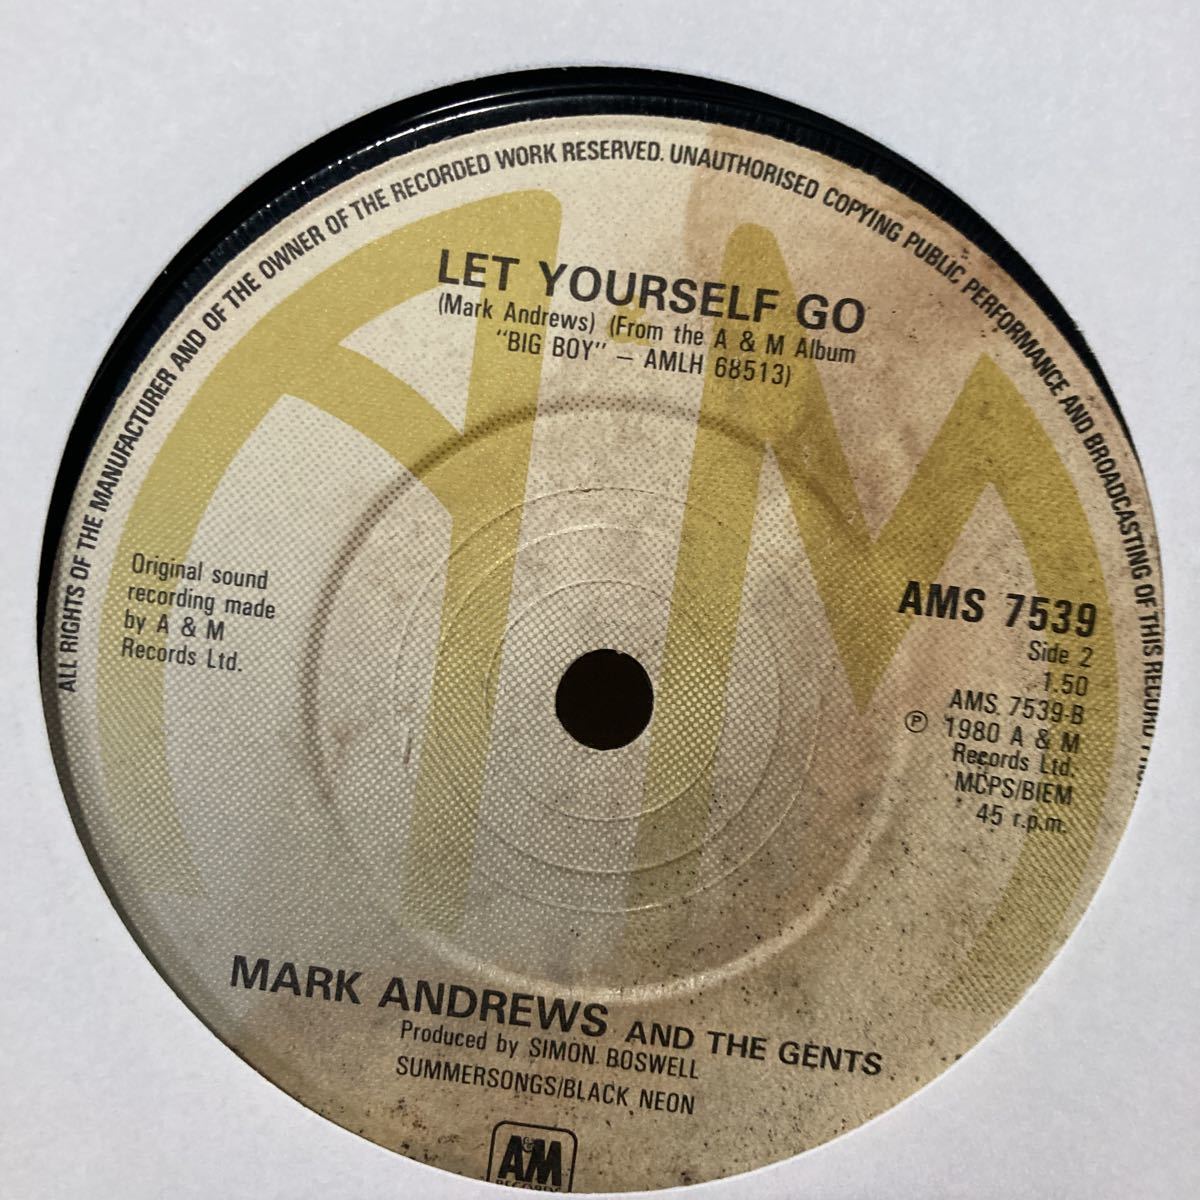 ALL RIGHTS OF THE MANUFACTURER AND OF THE OWNER OF THE RECORDED WORK RESERVED. UNAUTHORISED COPYING PUBLIC PERFORMANCE AND BROADCASTING OF THIS RECORD
LET YOURSELF GO
(Mark Andrews) (From the A & M Album
"BIG BOY" – AMLH 68513)
Original sound
recording made
by A & M
Records Ltd.
AMS 7539
Side 2
1.50
AMS 7539-B
℗ 1980 A & M
Records Ltd.
MCPS/BIEM
45 r.p.m.
MARK ANDREWS AND THE GENTS
Produced by SIMON BOSWELL
SUMMERSONGS/BLACK NEON
A&M
RECORDS